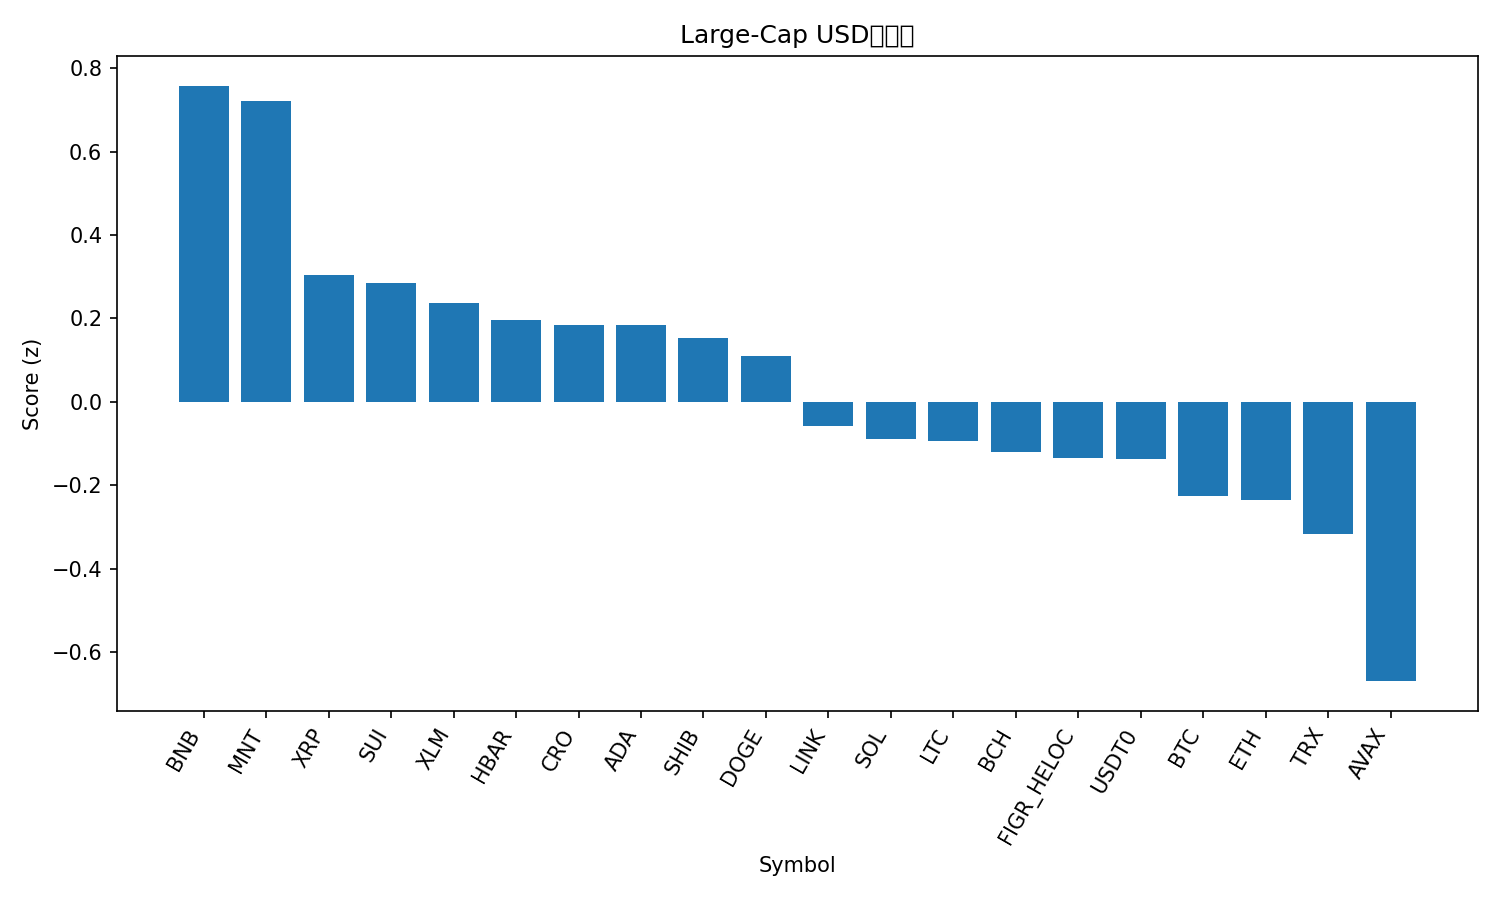 Large-Cap USD
0.8
0.6
0.4
0.2
0.0
−0.2
−0.4
−0.6
Score (z)
BNB
MNT
XRP
SUI
XLM
HBAR
CRO
ADA
SHIB
DOGE
LINK
SOL
LTC
BCH
FIGR_HELOC
USDT0
BTC
ETH
TRX
AVAX
Symbol